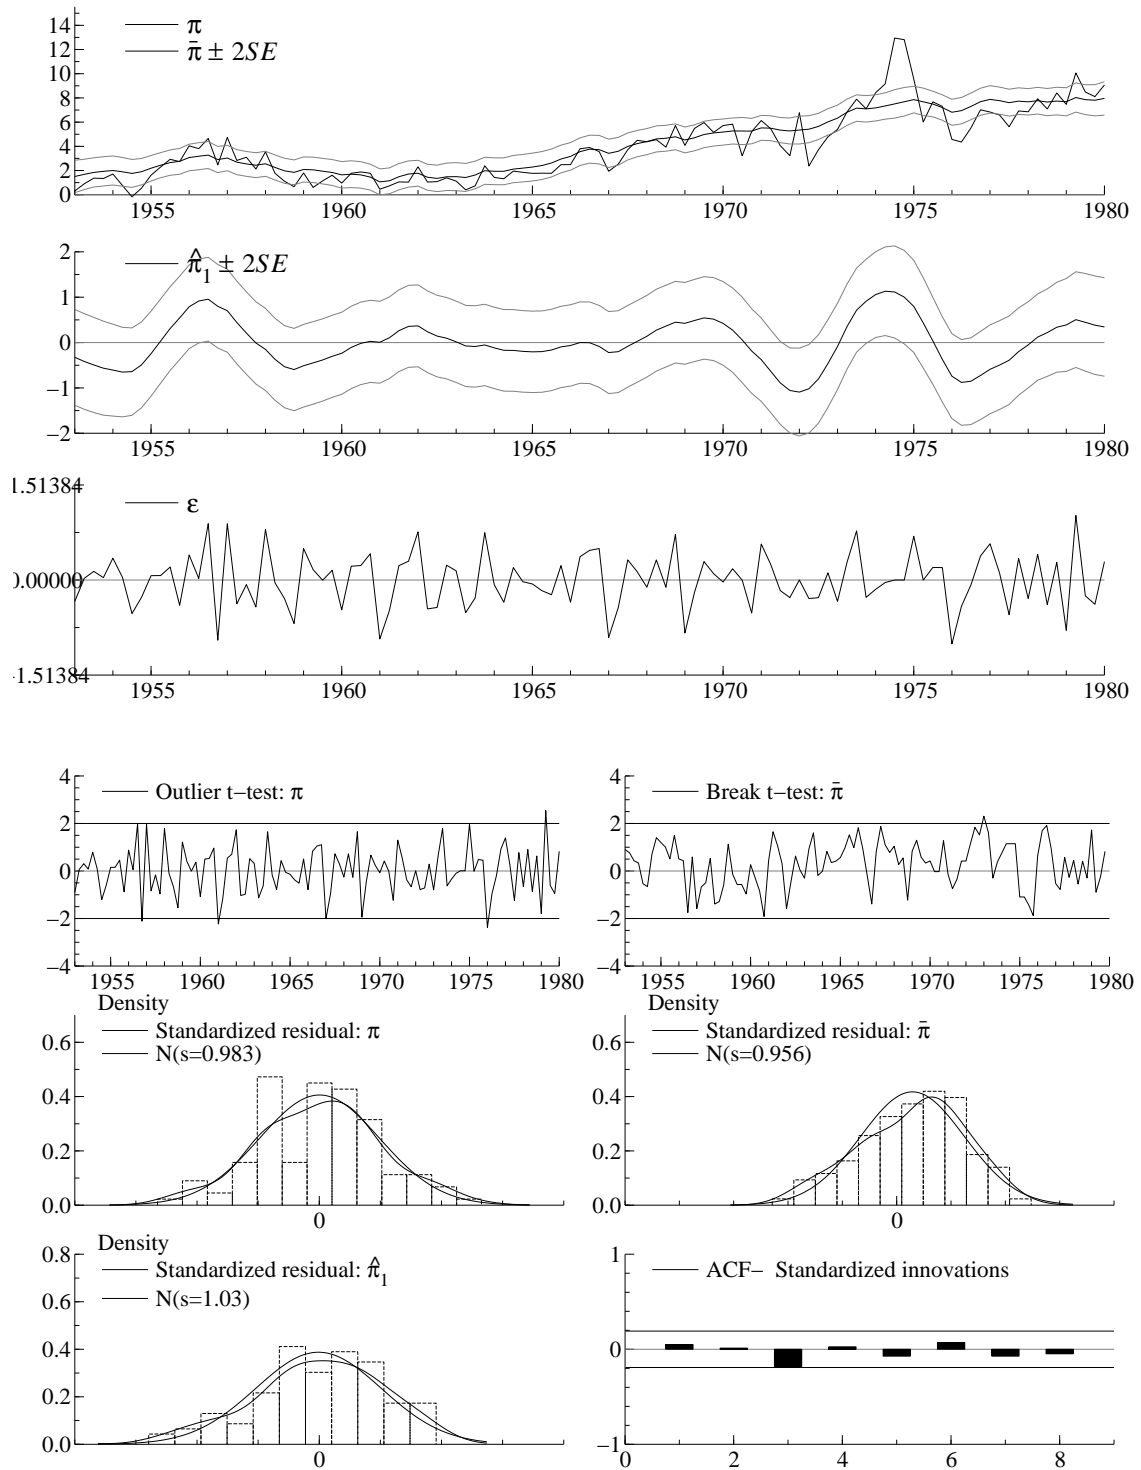 14
12
10
8
6
4
2
0
π
π̄ ± 2SE
1955 1960 1965 1970 1975 1980
2
1
0
−1
−2
π̂1 ± 2SE
1955 1960 1965 1970 1975 1980
1.51384
0.00000
-1.51384
ε
1955 1960 1965 1970 1975 1980
4
2
0
−2
−4
Outlier t−test: π
1955 1960 1965 1970 1975 1980
4
2
0
−2
−4
Break t−test: π̄
1955 1960 1965 1970 1975 1980
Density
0.6
0.4
0.2
0.0
Standardized residual: π
N(s=0.983)
0
Density
0.6
0.4
0.2
0.0
Standardized residual: π̄
N(s=0.956)
0
Density
0.8
0.6
0.4
0.2
0.0
Standardized residual: π̂1
N(s=1.03)
0
1
0
−1
ACF− Standardized innovations
0 2 4 6 8